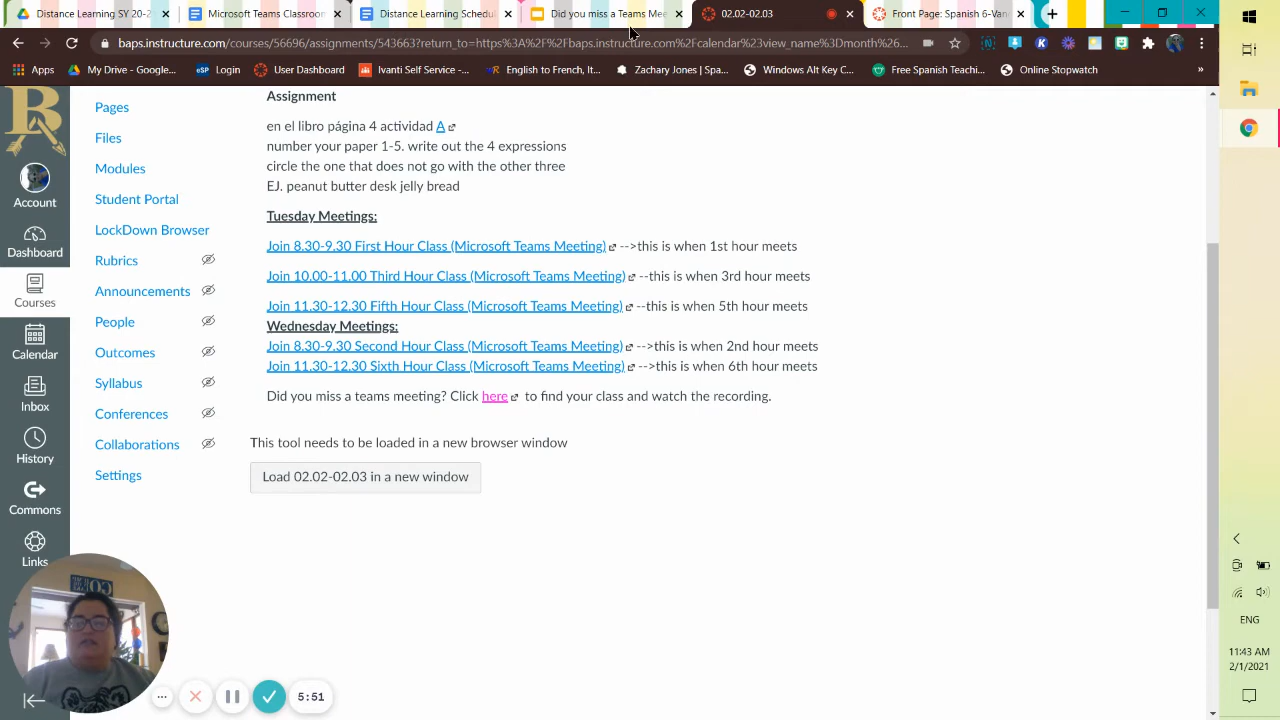 Distance Learning SY 20-2
Microsoft Teams Classroom
Distance Learning Schedul
Did you miss a Teams Mee
02.02-02.03
Front Page: Spanish 6-Van
baps.instructure.com/courses/56696/assignments/543663?return_to=https%3A%2F%2Fbaps.instructure.com%2Fcalendar%23view_name%3Dmonth%26...
Apps
My Drive - Google...
eSP Login
User Dashboard
Ivanti Self Service -...
English to French, It...
Zachary Jones | Spa...
Windows Alt Key C...
Free Spanish Teachi...
Online Stopwatch
»
B
Account
Dashboard
Courses
Calendar
Inbox
History
Commons
Links
Pages
Files
Modules
Student Portal
LockDown Browser
Rubrics
Announcements
People
Outcomes
Syllabus
Conferences
Collaborations
Settings
Assignment
en el libro página 4 actividad A
number your paper 1-5. write out the 4 expressions
circle the one that does not go with the other three
EJ. peanut butter desk jelly bread
Tuesday Meetings:
Join 8.30-9.30 First Hour Class (Microsoft Teams Meeting) -->this is when 1st hour meets
Join 10.00-11.00 Third Hour Class (Microsoft Teams Meeting) --this is when 3rd hour meets
Join 11.30-12.30 Fifth Hour Class (Microsoft Teams Meeting) --this is when 5th hour meets
Wednesday Meetings:
Join 8.30-9.30 Second Hour Class (Microsoft Teams Meeting) -->this is when 2nd hour meets
Join 11.30-12.30 Sixth Hour Class (Microsoft Teams Meeting) -->this is when 6th hour meets
Did you miss a teams meeting? Click here to find your class and watch the recording.
This tool needs to be loaded in a new browser window
Load 02.02-02.03 in a new window
5:51
ENG
11:43 AM
2/1/2021